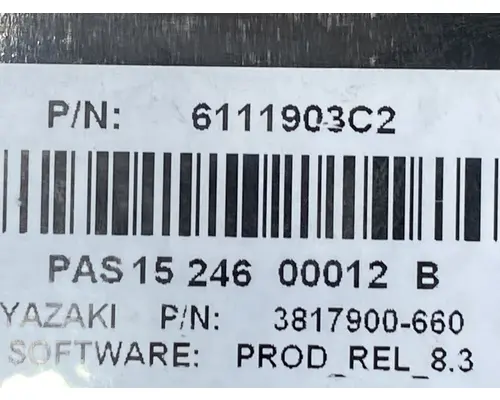 P/N: 6111903C2
PAS 15 246 00012 B
YAZAKI P/N: 3817900-660
SOFTWARE: PROD_REL_8.3